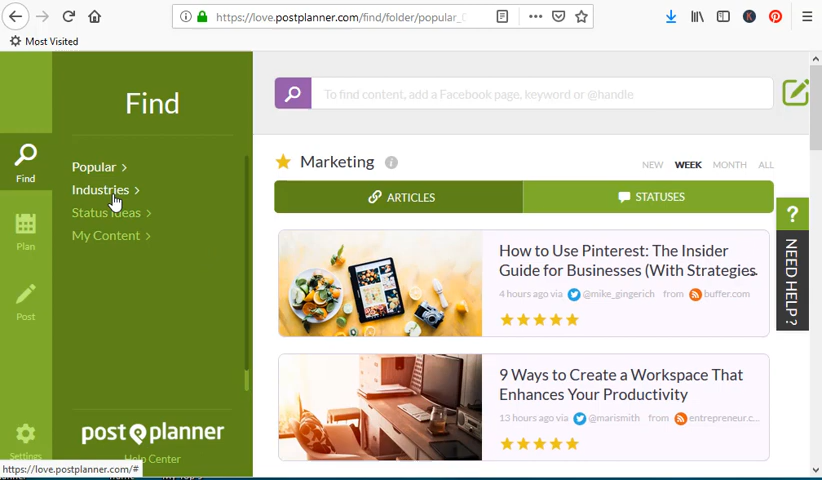 https://love.postplanner.com/find/folder/popular_
Most Visited
Find
Find
Plan
Post
Settings
Popular
Industries
Status Ideas
My Content
post planner
Help Center
https://love.postplanner.com/#
To find content, add a Facebook page, keyword or @handle
Marketing
NEW WEEK MONTH ALL
ARTICLES STATUSES
How to Use Pinterest: The Insider
Guide for Businesses (With Strategies
4 hours ago via @mike_gingerich from buffer.com
9 Ways to Create a Workspace That
Enhances Your Productivity
13 hours ago via @marismith from entrepreneur.c...
?
NEED HELP?